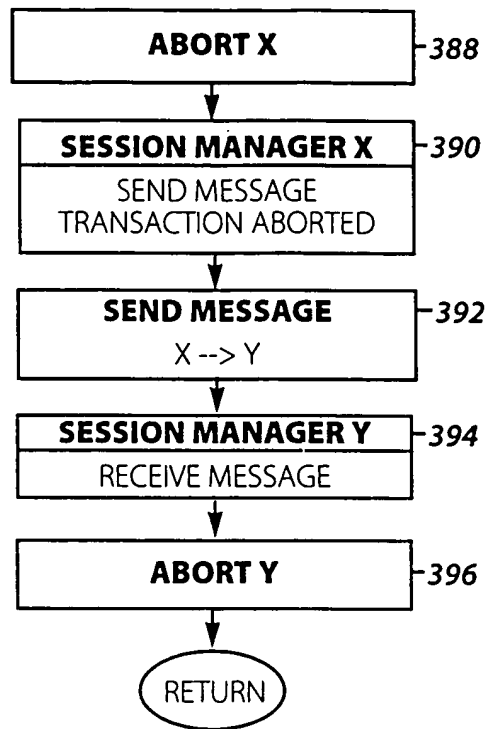 ABORT X 388
SESSION MANAGER X 390
SEND MESSAGE
TRANSACTION ABORTED
SEND MESSAGE 392
X --> Y
SESSION MANAGER Y 394
RECEIVE MESSAGE
ABORT Y 396
RETURN